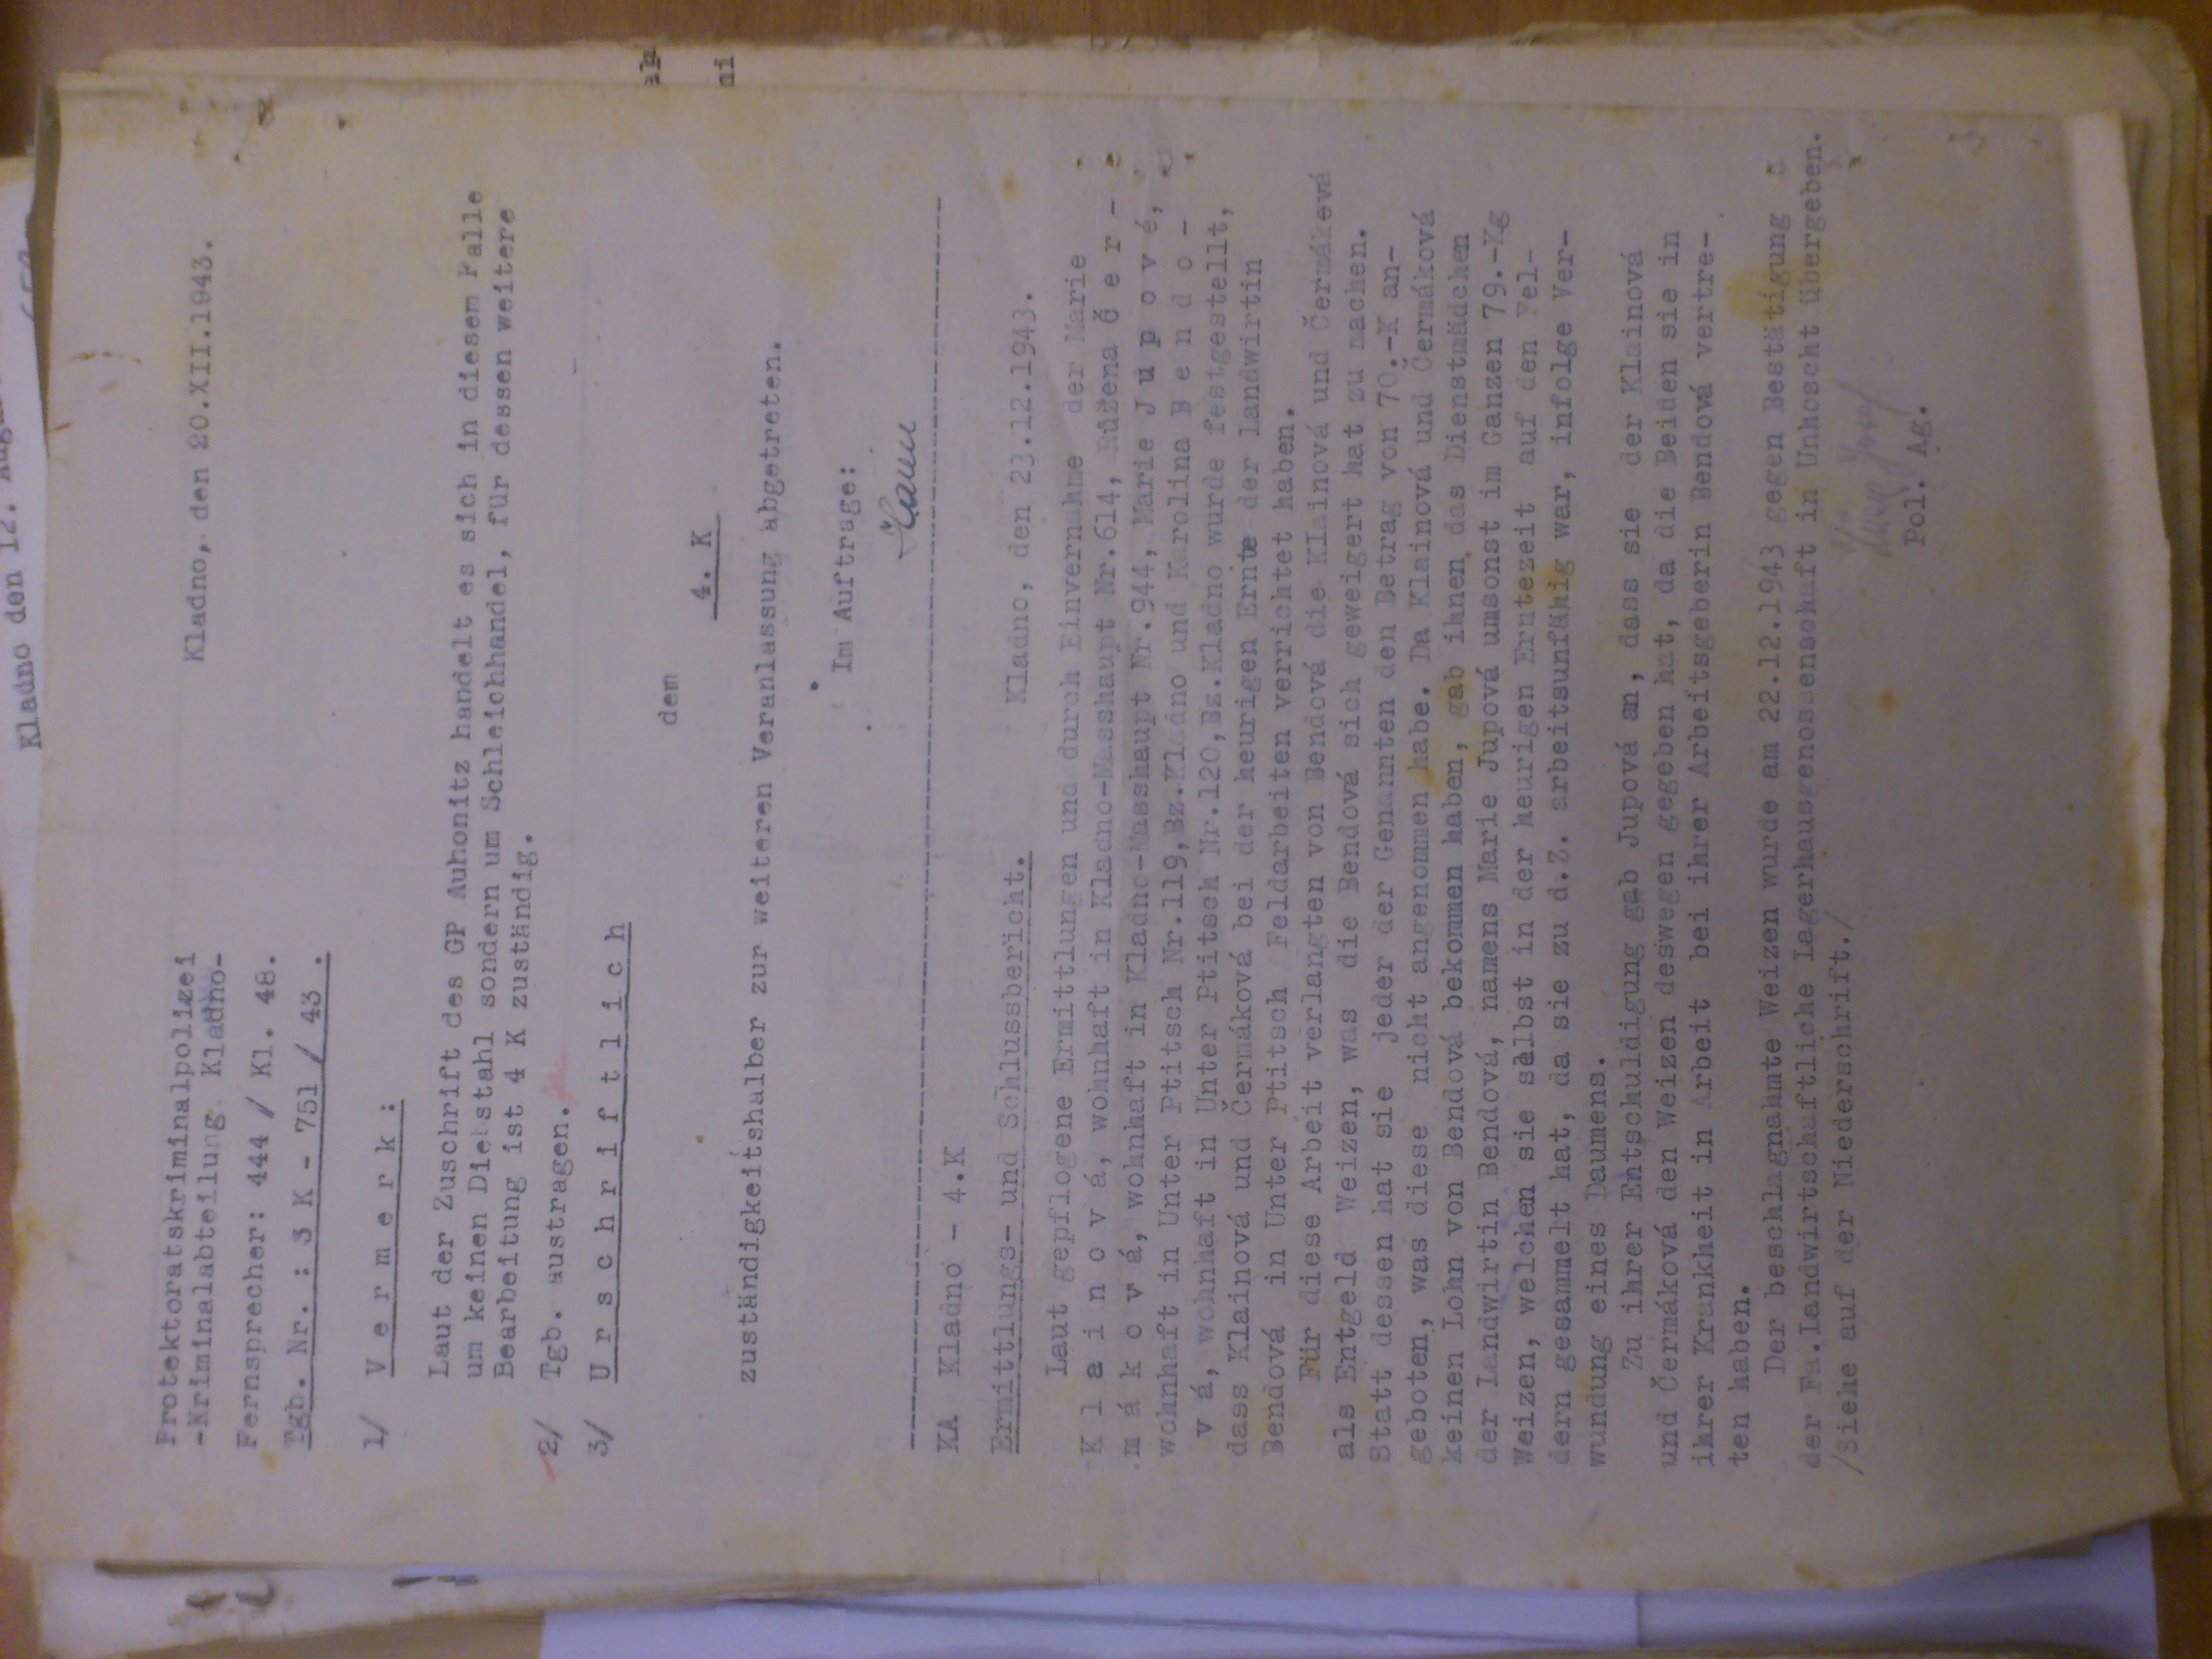 Kladno den 12.
Protektoratskriminalpolizei
-Kriminalabteilung Kladno-
Kladno, den 20.XII.1943.
Fernsprecher: 444 / Kl. 48.
Tgb. Nr. : 3 K - 751 / 43 .
1/ V e r m e r k :
Laut der Zuschrift des GP Auhonitz handelt es sich in diesem Falle
um keinen Diebstahl sondern um Schleichhandel, für dessen weitere
Bearbeitung ist 4 K zuständig.
2/ Tgb. austragen.
3/ U r s c h r i f t l i c h
dem
4. K
zuständigkeitshalber zur weiteren Veranlassung abgetreten.
Im Auftrage:
KA Kladno - 4.K
Ermittlungs- und Schlussbericht. Kladno, den 23.12.1943.
Laut gepflogene Ermittlungen und durch Einvernahme der Marie
K l a i n o v á, wohnhaft in Kladno-Masshaupt Nr.614, Růžena Č e r -
m á k o v á, wohnhaft in Kladno-Masshaupt Nr.944, Marie J u p o v é,
wohnhaft in Unter Ptitsch Nr.119,Bz.Kladno und Karolina B e n d o -
v á, wohnhaft in Unter Ptitsch Nr.120,Bz.Kladno wurde festgestellt,
dass Klainová und Čermáková bei der heurigen Ernte der Landwirtin
Bendová in Unter Ptitsch Feldarbeiten verrichtet haben.
Für diese Arbeit verlangten von Bendová die Klainová und Čermáková
als Entgeld Weizen, was die Bendová sich geweigert hat zu machen.
Statt dessen hat sie jeder der Genannten den Betrag von 70.-K an-
geboten, was diese nicht angenommen habe. Da Klainová und Čermáková
keinen Lohn von Bendová bekommen haben, gab ihnen das Dienstmädchen
der Landwirtin Bendová, namens Marie Jupová umsonst im Ganzen 79.-Kg
Weizen, welchen sie selbst in der heurigen Erntezeit auf den Fel-
dern gesammelt hat, da sie zu d.Z. arbeitsunfähig war, infolge Ver-
wundung eines Daumens.
Zu ihrer Entschuldigung gab Jupová an, dass sie der Klainová
und Čermáková den Weizen deswegen gegeben hat, da die Beiden sie in
ihrer Krankheit in Arbeit bei ihrer Arbeitsgeberin Bendová vertre-
ten haben.
Der beschlagnahmte Weizen wurde am 22.12.1943 gegen Bestätigung
der Fa.Landwirtschaftliche Lagerhausgenossenschaft in Unhoscht übergeben.
/Siehe auf der Niederschrift./
Pol. Ag.